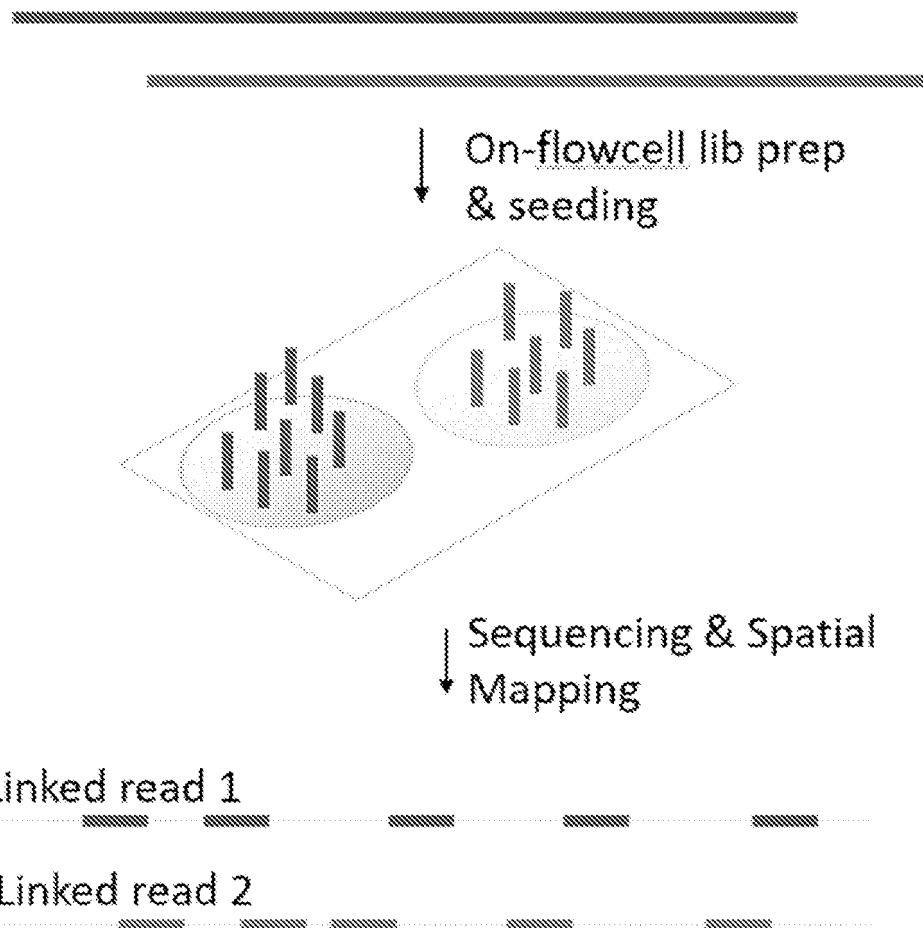 On-flowcell lib prep
& seeding
Sequencing & Spatial
Mapping
Linked read 1
Linked read 2